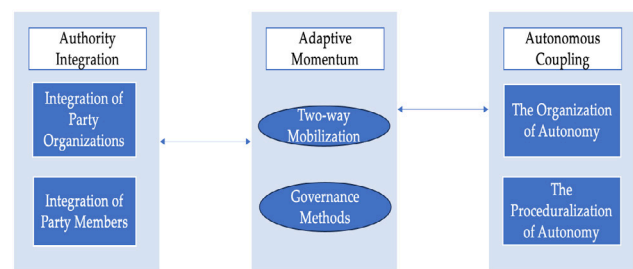 Authority
Integration
Integration of
Party
Organizations
Integration of
Party Members
Adaptive
Momentum
Two-way
Mobilization
Governance
Methods
Autonomous
Coupling
The Organization
of Autonomy
The
Proceduralization
of Autonomy